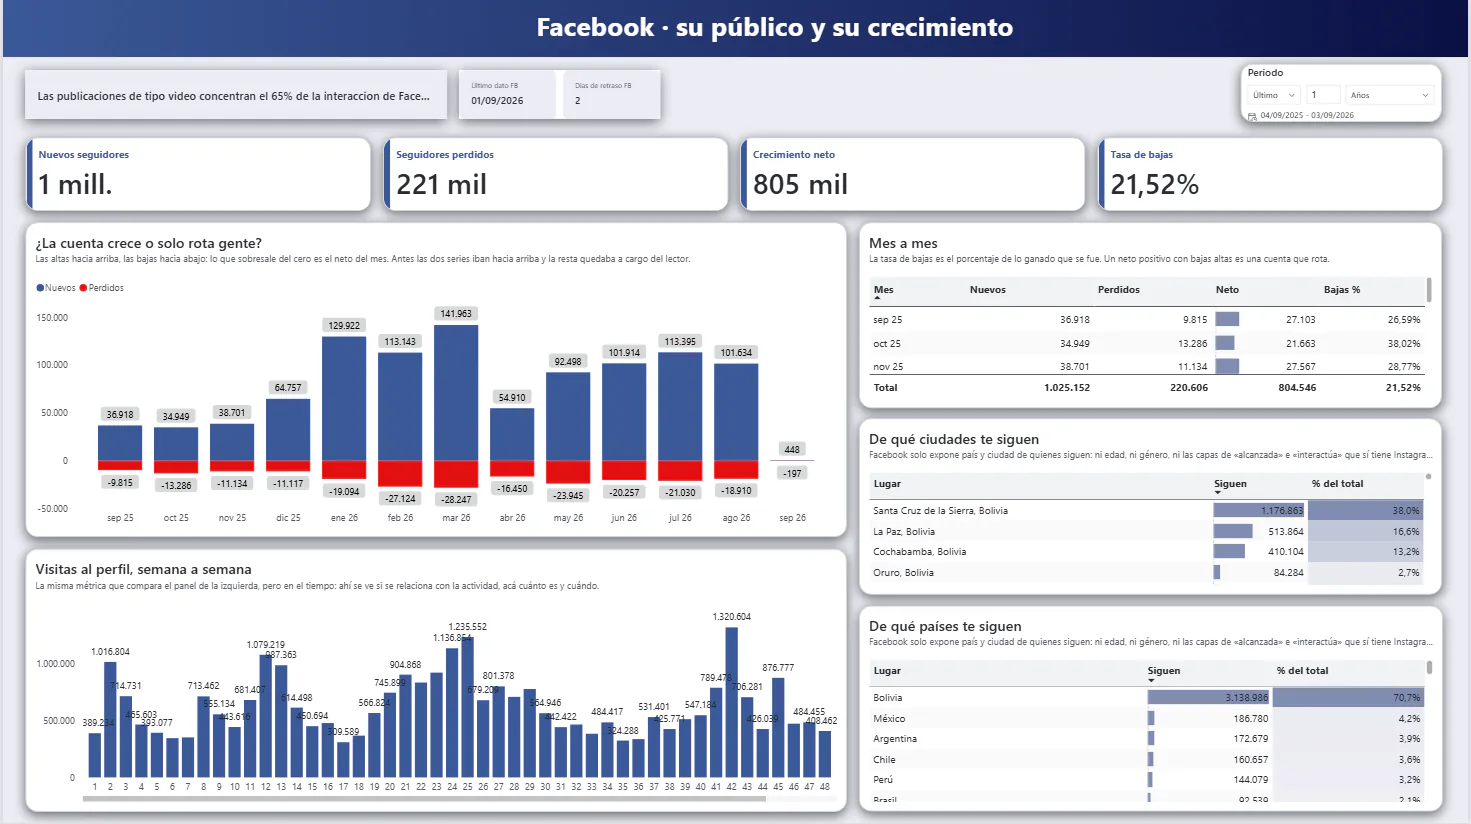 Facebook · su público y su crecimiento
Las publicaciones de tipo video concentran el 65% de la interaccion de Face...
Último dato FB
01/09/2026
Días de retraso FB
2
Periodo
Último
1
Años
04/09/2025 - 03/09/2026
Nuevos seguidores
1 mill.
Seguidores perdidos
221 mil
Crecimiento neto
805 mil
Tasa de bajas
21,52%
¿La cuenta crece o solo rota gente?
Las altas hacia arriba, las bajas hacia abajo: lo que sobresale del cero es el neto del mes. Antes las dos series iban hacia arriba y la resta quedaba a cargo del lector.
Nuevos Perdidos
150.000
100.000
50.000
0
-50.000
36.918 34.949 38.701 64.757 129.922 113.143 141.963 54.910 92.498 101.914 113.395 101.634 448
-9.815 -13.286 -11.134 -11.117 -19.094 -27.124 -28.247 -16.450 -23.945 -20.257 -21.030 -18.910 -197
sep 25 oct 25 nov 25 dic 25 ene 26 feb 26 mar 26 abr 26 may 26 jun 26 jul 26 ago 26 sep 26
Mes a mes
La tasa de bajas es el porcentaje de lo ganado que se fue. Un neto positivo con bajas altas es una cuenta que rota.
Mes Nuevos Perdidos Neto Bajas %
sep 25 36.918 9.815 27.103 26,59%
oct 25 34.949 13.286 21.663 38,02%
nov 25 38.701 11.134 27.567 28,77%
Total 1.025.152 220.606 804.546 21,52%
De qué ciudades te siguen
Facebook solo expone país y ciudad de quienes siguen: ni edad, ni género, ni las capas de «alcanzada» e «interactúa» que sí tiene Instagra...
Lugar Siguen % del total
Santa Cruz de la Sierra, Bolivia 1.176.863 38,0%
La Paz, Bolivia 513.864 16,6%
Cochabamba, Bolivia 410.104 13,2%
Oruro, Bolivia 84.284 2,7%
Visitas al perfil, semana a semana
La misma métrica que compara el panel de la izquierda, pero en el tiempo: ahí se ve si se relaciona con la actividad, acá cuánto es y cuándo.
1.000.000
500.000
0
1.016.804 714.731 465.603 393.077 713.462 555.134 443.616 681.407 1.079.219 987.363 614.498 450.694 309.589 566.824 745.899 904.868 1.136.854 1.235.552 679.209 801.378 564.946 442.422 484.417 324.288 531.401 425.771 547.184 789.478 1.320.604 706.281 426.039 876.777 484.455 408.462
1 2 3 4 5 6 7 8 9 10 11 12 13 14 15 16 17 18 19 20 21 22 23 24 25 26 27 28 29 30 31 32 33 34 35 36 37 38 39 40 41 42 43 44 45 46 47 48
De qué países te siguen
Facebook solo expone país y ciudad de quienes siguen: ni edad, ni género, ni las capas de «alcanzada» e «interactúa» que sí tiene Instagra...
Lugar Siguen % del total
Bolivia 3.138.986 70,7%
México 186.780 4,2%
Argentina 172.679 3,9%
Chile 160.657 3,6%
Perú 144.079 3,2%
Brasil 92.539 2,1%